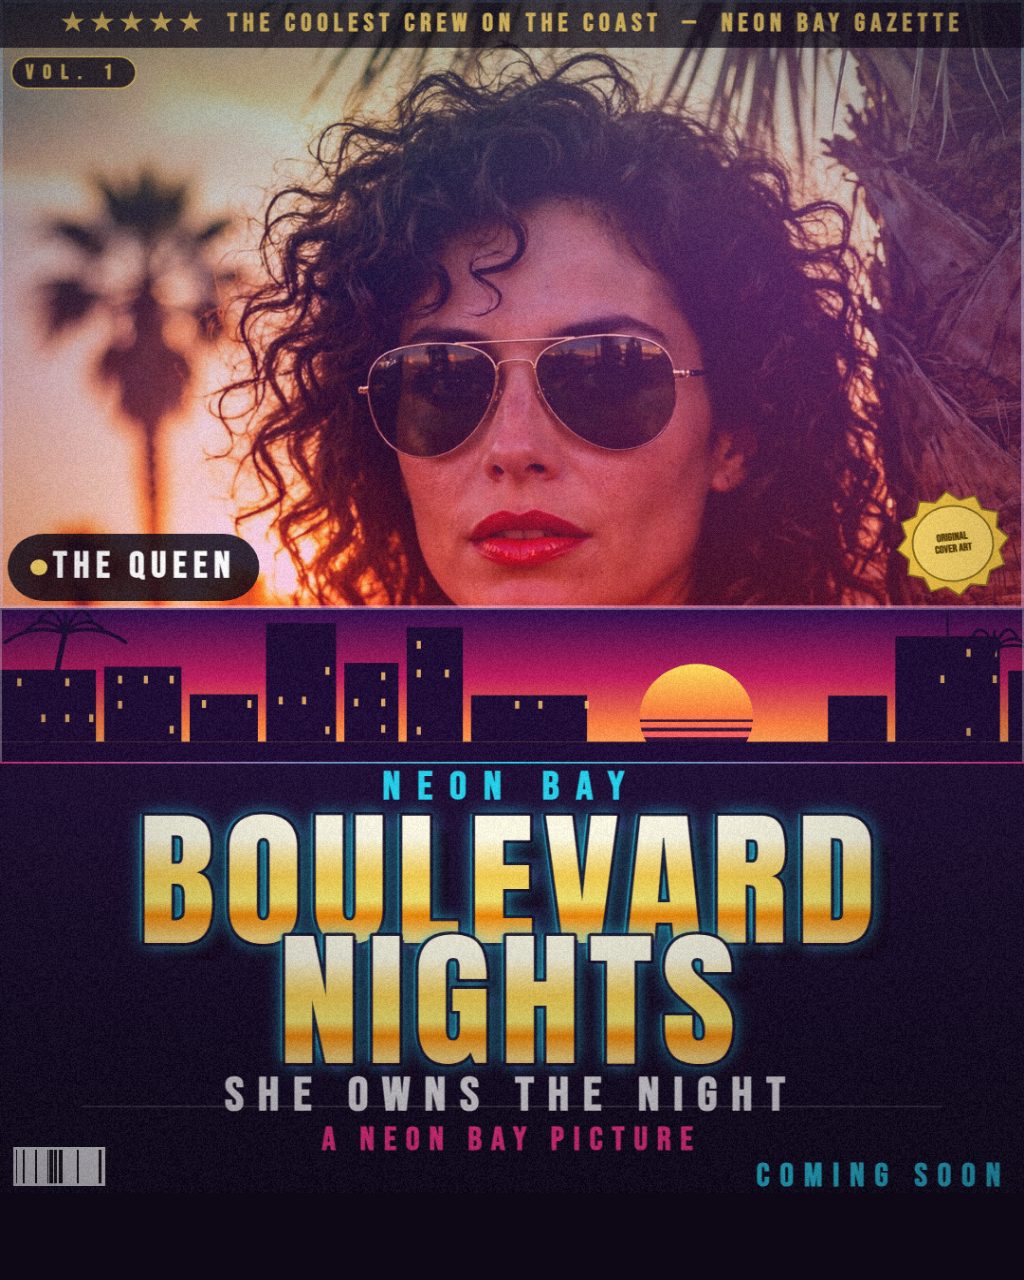 ★★★★★ THE COOLEST CREW ON THE COAST — NEON BAY GAZETTE
VOL. 1
THE QUEEN
ORIGINAL
COVER ART
NEON BAY
BOULEVARD
NIGHTS
SHE OWNS THE NIGHT
A NEON BAY PICTURE
COMING SOON